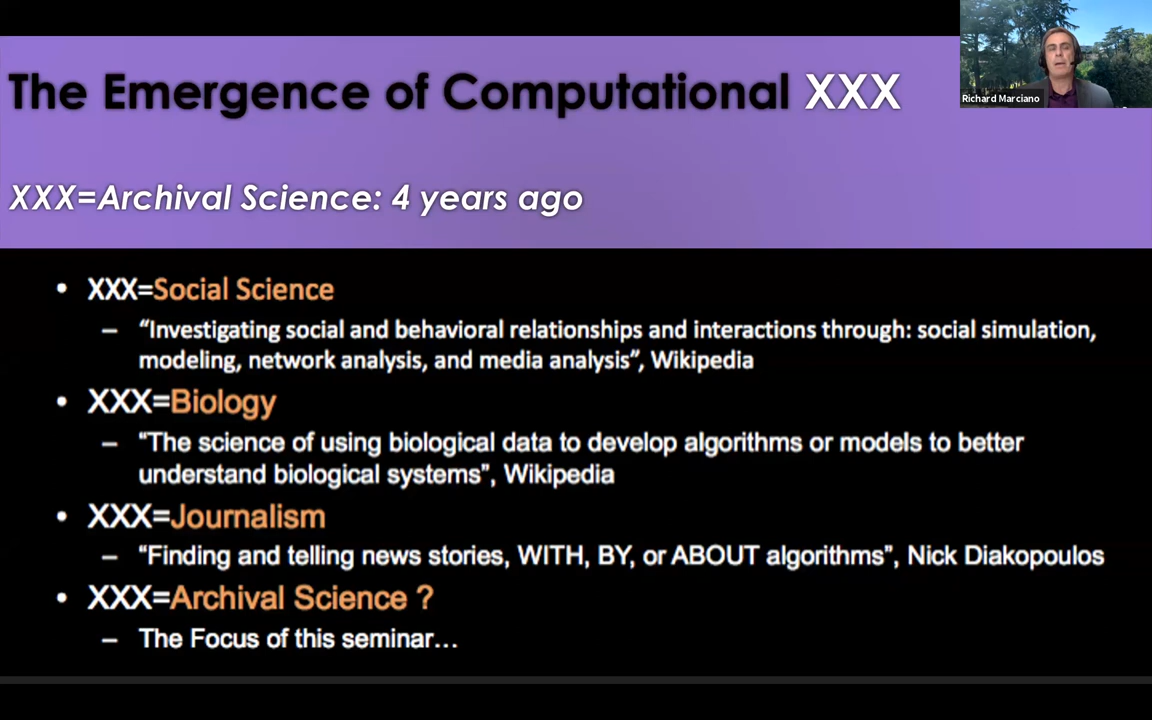 The Emergence of Computational XXX
Richard Marciano
XXX=Archival Science: 4 years ago
• XXX=Social Science
– “Investigating social and behavioral relationships and interactions through: social simulation,
modeling, network analysis, and media analysis”, Wikipedia
• XXX=Biology
– “The science of using biological data to develop algorithms or models to better
understand biological systems”, Wikipedia
• XXX=Journalism
– “Finding and telling news stories, WITH, BY, or ABOUT algorithms”, Nick Diakopoulos
• XXX=Archival Science ?
– The Focus of this seminar…